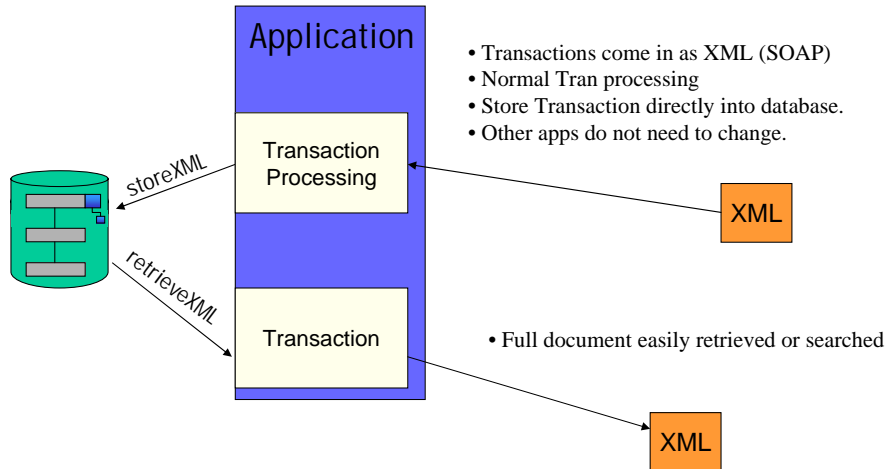 Application
• Transactions come in as XML (SOAP)
• Normal Tran processing
• Store Transaction directly into database.
• Other apps do not need to change.
Transaction
Processing
storeXML
XML
retrieveXML
Transaction
• Full document easily retrieved or searched
XML